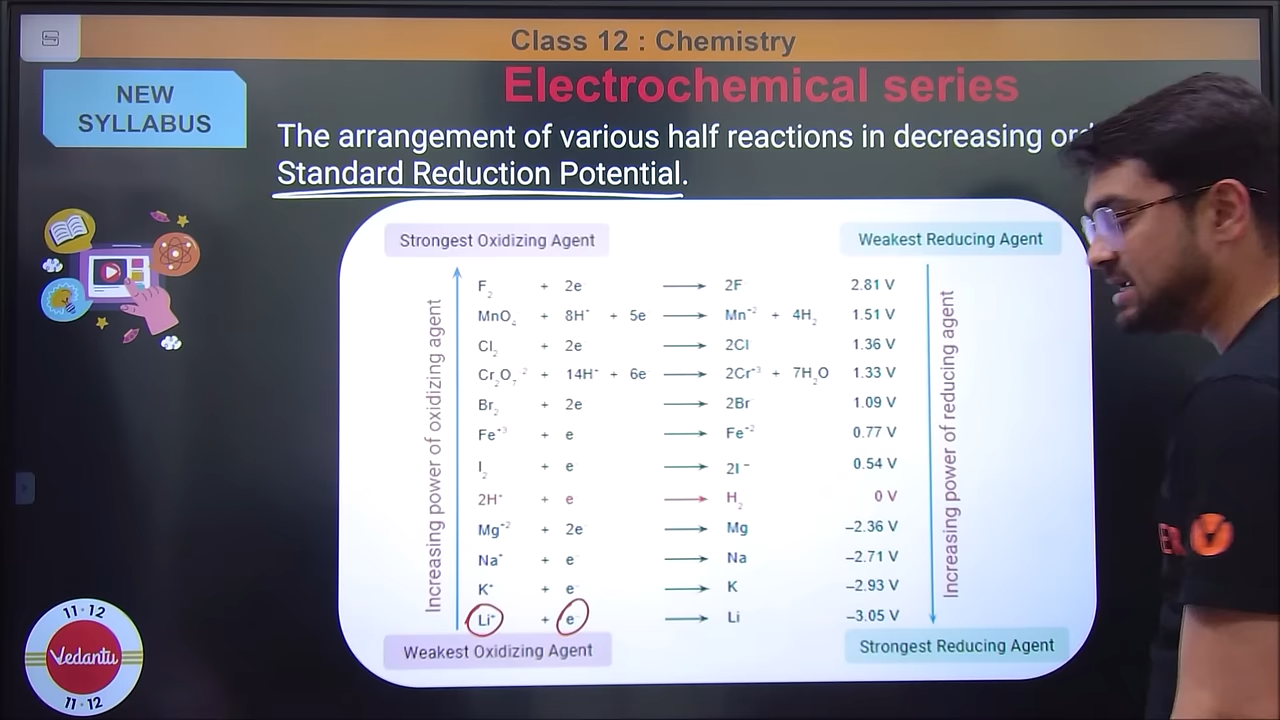 Class 12 : Chemistry
Electrochemical series
NEW
SYLLABUS
The arrangement of various half reactions in decreasing
Standard Reduction Potential.
Strongest Oxidizing Agent
Weakest Reducing Agent
Increasing power of oxidizing agent
Increasing power of reducing agent
F₂ + 2e ⟶ 2F 2.81 V
MnO₂ + 8H⁺ + 5e ⟶ Mn⁺² + 4H₂ 1.51 V
Cl₂ + 2e ⟶ 2Cl 1.36 V
Cr₂O₇² + 14H⁺ + 6e ⟶ 2Cr⁺³ + 7H₂O 1.33 V
Br₂ + 2e ⟶ 2Br 1.09 V
Fe⁺³ + e ⟶ Fe⁺² 0.77 V
I₂ + e ⟶ 2I⁻ 0.54 V
2H⁺ + e ⟶ H₂ 0 V
Mg⁺² + 2e ⟶ Mg –2.36 V
Na⁺ + e⁻ ⟶ Na –2.71 V
K⁺ + e⁻ ⟶ K –2.93 V
Li⁺ + e⁻ ⟶ Li –3.05 V
Weakest Oxidizing Agent
Strongest Reducing Agent
11-12
Vedantu
11-12